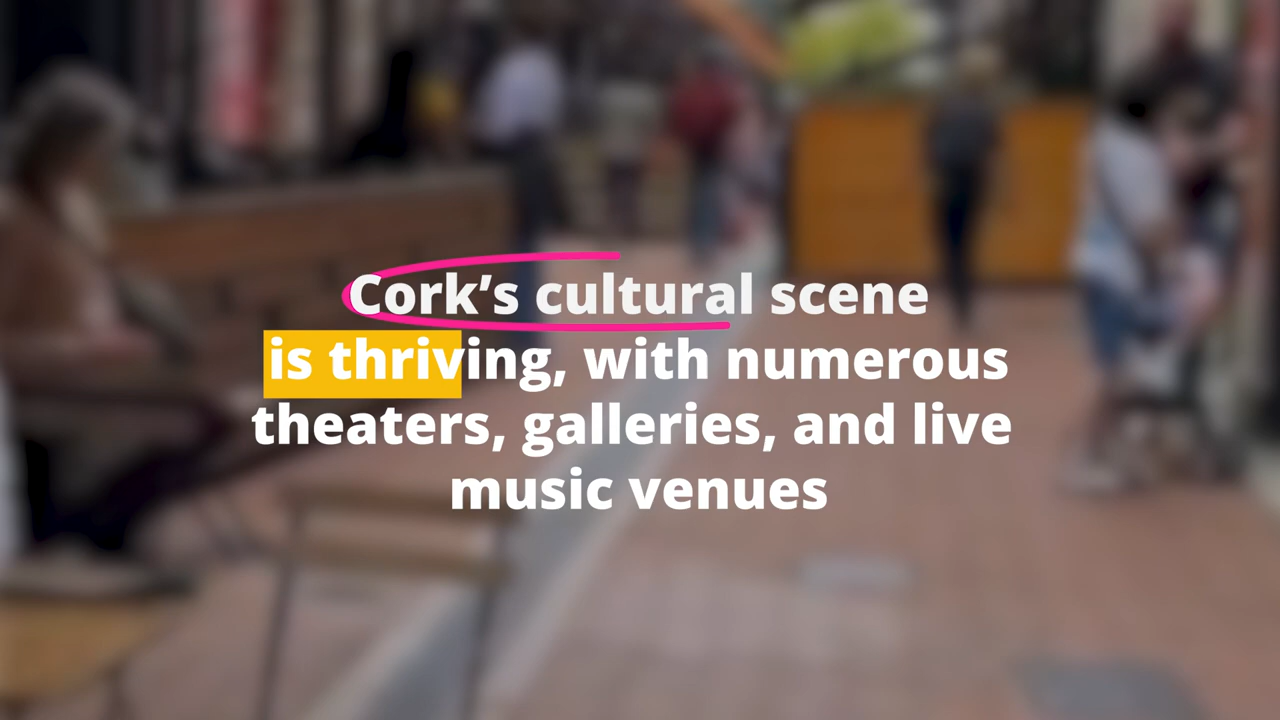 Cork’s cultural scene
is thriving, with numerous
theaters, galleries, and live
music venues